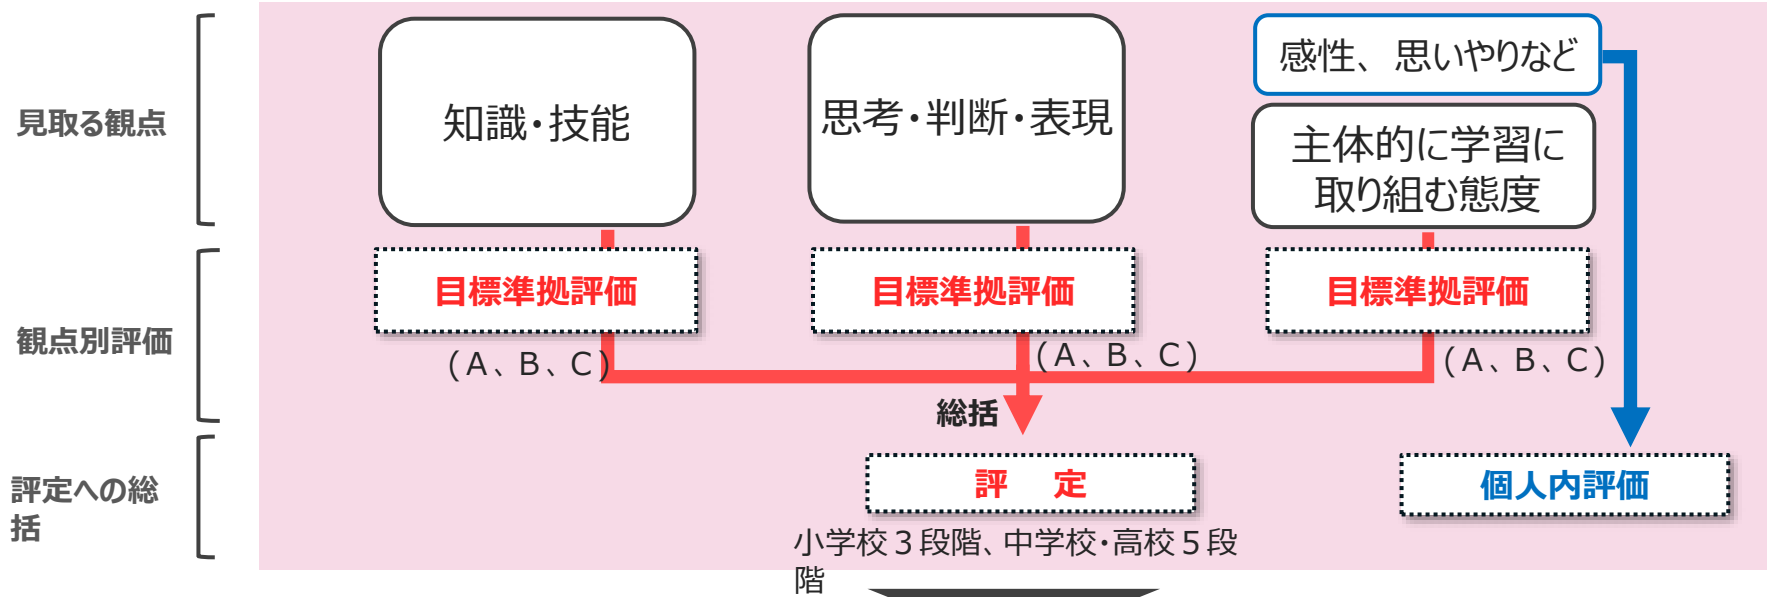 見取る観点
知識・技能
思考・判断・表現
感性、思いやりなど
主体的に学習に
取り組む態度
観点別評価
目標準拠評価
目標準拠評価
目標準拠評価
(A、B、C)
(A、B、C)
(A、B、C)
総括
評定への総
括
評　定
個人内評価
小学校３段階、中学校・高校５段
階